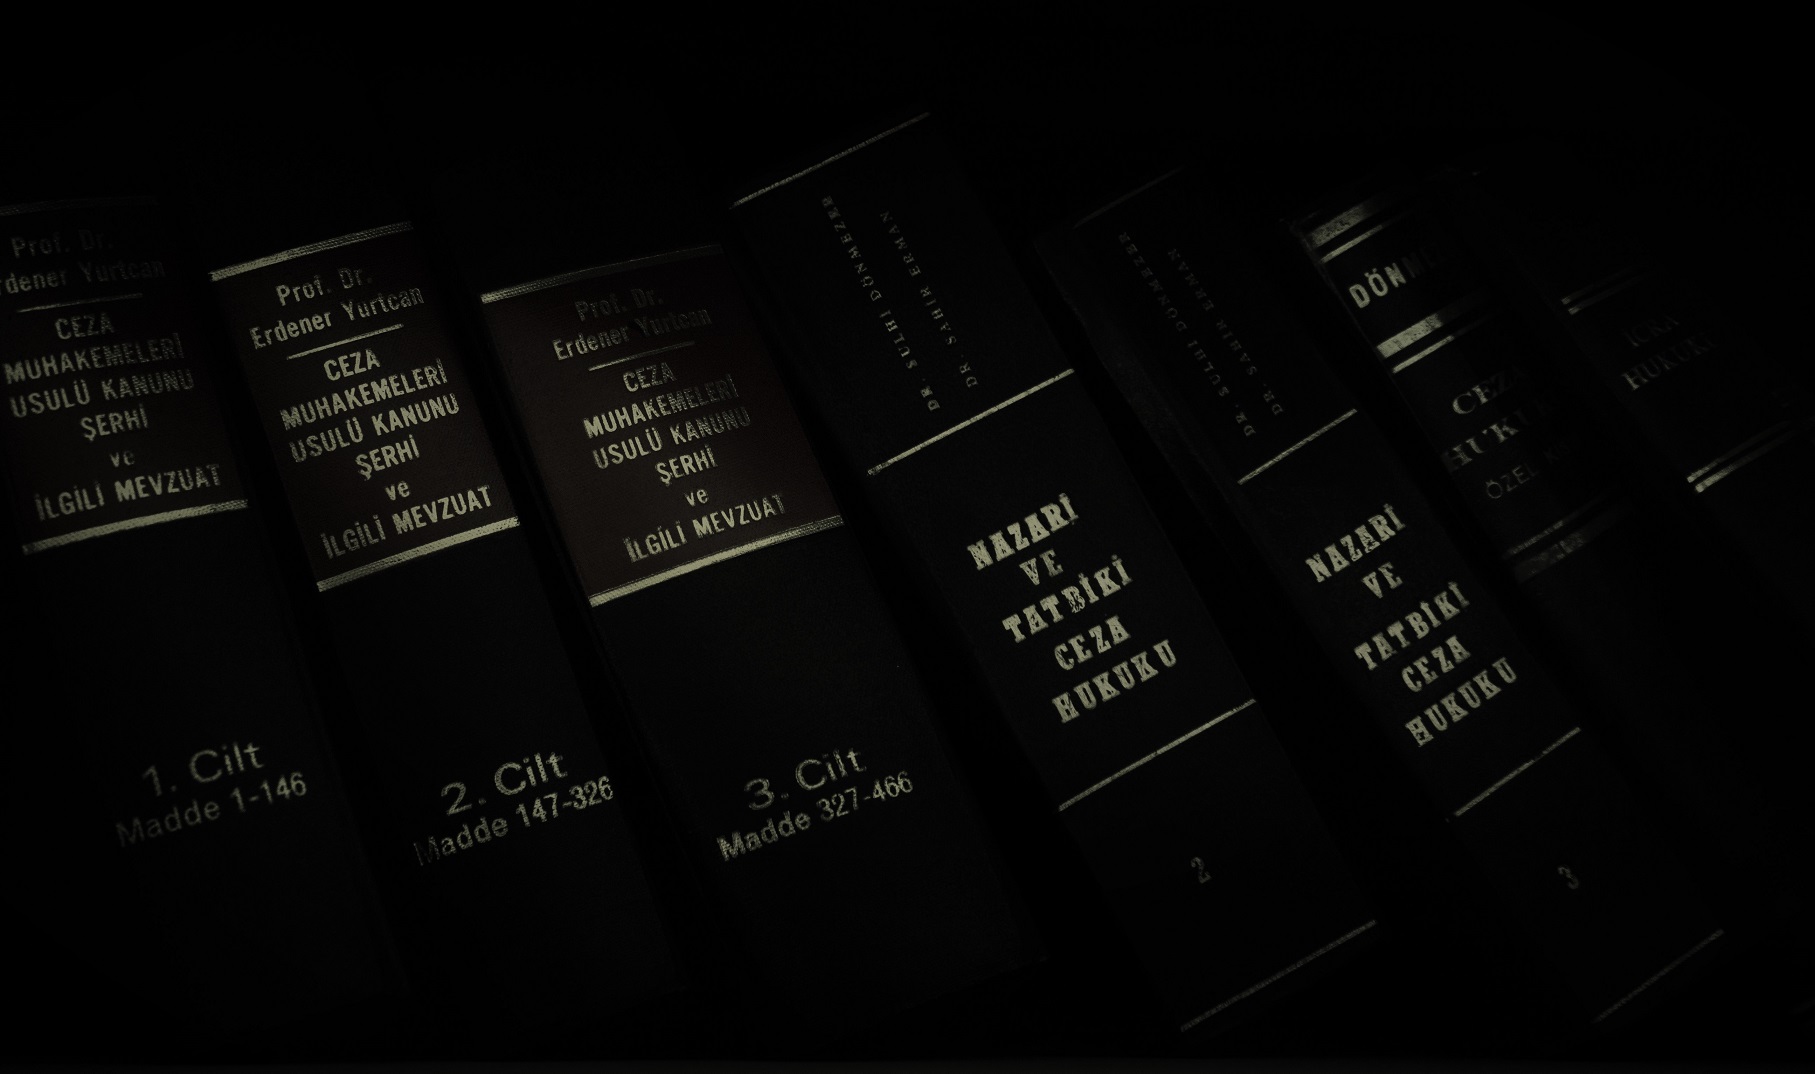 Prof. Dr.
Erdener Yurtcan
CEZA
MUHAKEMELERİ
USULÜ KANUNU
ŞERHİ
ve
İLGİLİ MEVZUAT
1. Cilt
Madde 1-146
Prof. Dr.
Erdener Yurtcan
CEZA
MUHAKEMELERİ
USULÜ KANUNU
ŞERHİ
ve
İLGİLİ MEVZUAT
2. Cilt
Madde 147-326
Prof. Dr.
Erdener Yurtcan
CEZA
MUHAKEMELERİ
USULÜ KANUNU
ŞERHİ
ve
İLGİLİ MEVZUAT
3. Cilt
Madde 327-466
DR. SULHİ DÖNMEZER
DR. SAHİR ERMAN
NAZARİ
VE
TATBİKİ
CEZA
HUKUKU
2
DR. SULHİ DÖNMEZER
DR. SAHİR ERMAN
NAZARİ
VE
TATBİKİ
CEZA
HUKUKU
3
CEZA
ÖZEL
İCRA
HUKUKU